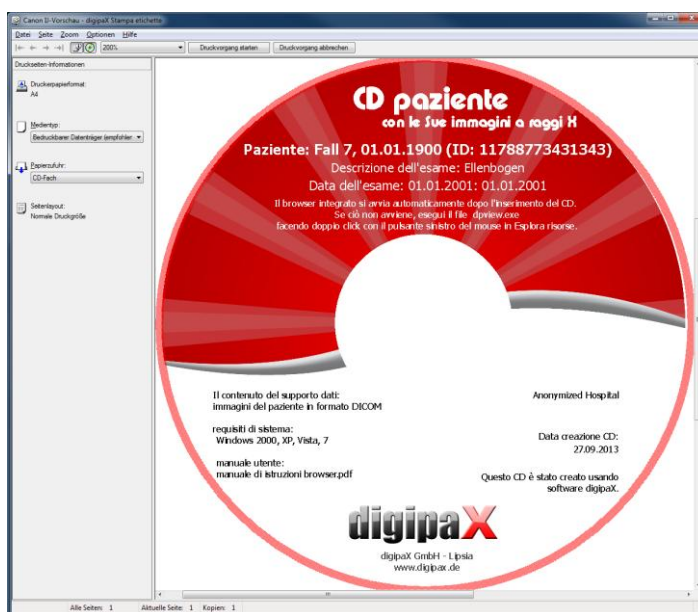 Canon IJ-Vorschau - digipaX Stampa etichette
Datei Seite Zoom Optionen Hilfe
200% Druckvorgang starten Druckvorgang abbrechen
Druckseiten-Informationen
Druckerpapierformat:
A4
Medientyp:
Bedruckbarer Datenträger (empfohlen
Papierzufuhr:
CD-Fach
Seitenlayout:
Normale Druckgröße
CD paziente
con le Sue immagini a raggi X
Paziente: Fall 7, 01.01.1900 (ID: 11788773431343)
Descrizione dell'esame: Ellenbogen
Data dell'esame: 01.01.2001: 01.01.2001
Il browser integrato si avvia automaticamente dopo l'inserimento del CD.
Se ciò non avviene, esegui il file dpview.exe
facendo doppio click con il pulsante sinistro del mouse in Esplora risorse.
Il contenuto del supporto dati:
immagini del paziente in formato DICOM
requisiti di sistema:
Windows 2000, XP, Vista, 7
manuale utente:
manuale di istruzioni browser.pdf
Anonymized Hospital
Data creazione CD:
27.09.2013
Questo CD è stato creato usando
software digipaX.
digipaX
digipaX GmbH - Lipsia
www.digipax.de
Alle Seiten: 1 Aktuelle Seite: 1 Kopien: 1